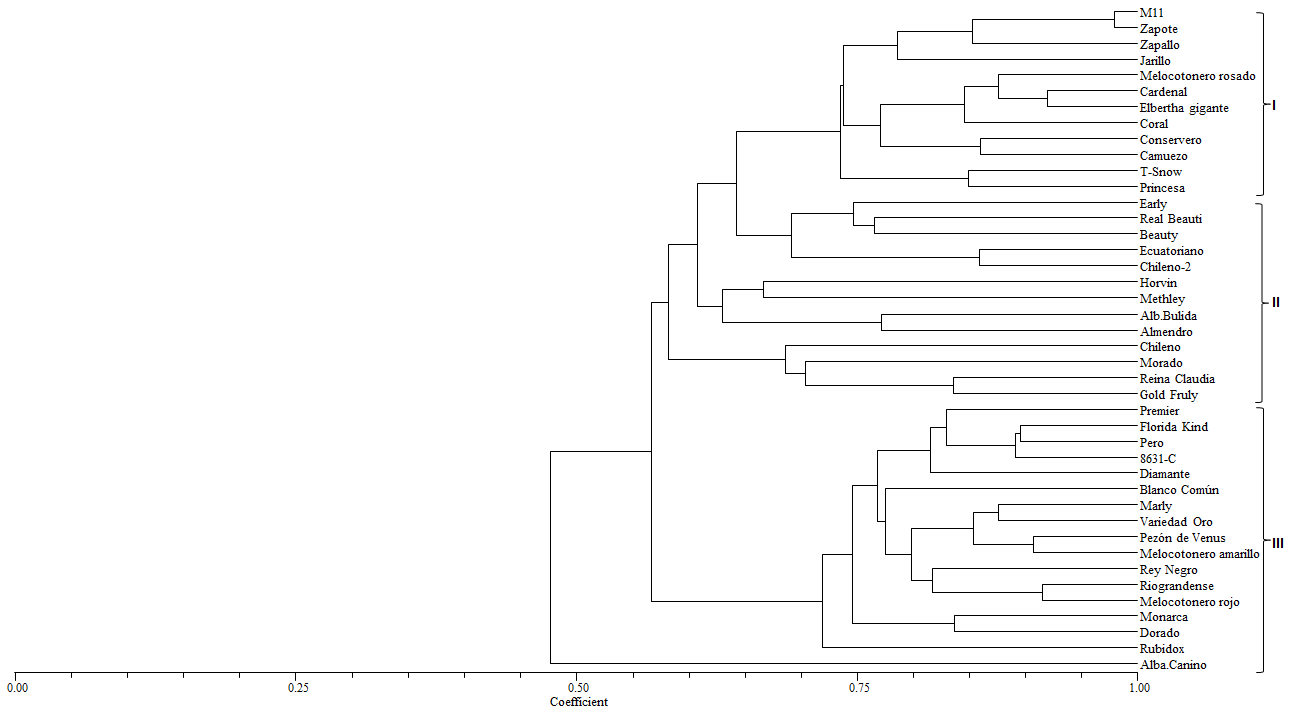 M11
Zapote
Zapallo
Jarillo
Melocotonero rosado
Cardenal
Elbertha gigante
I
Coral
Conservero
Camuezo
T-Snow
Princesa
Early
Real Beauti
Beauty
Ecuatoriano
Chileno-2
Horvin
Methley
II
Alb.Bulida
Almendro
Chileno
Morado
Reina Claudia
Gold Fruly
Premier
Florida Kind
Pero
8631-C
Diamante
Blanco Común
Marly
Variedad Oro
Pezón de Venus
III
Melocotonero amarillo
Rey Negro
Riograndense
Melocotonero rojo
Monarca
Dorado
Rubidox
Alba.Canino
0.00 0.25 0.50 0.75 1.00
Coefficient